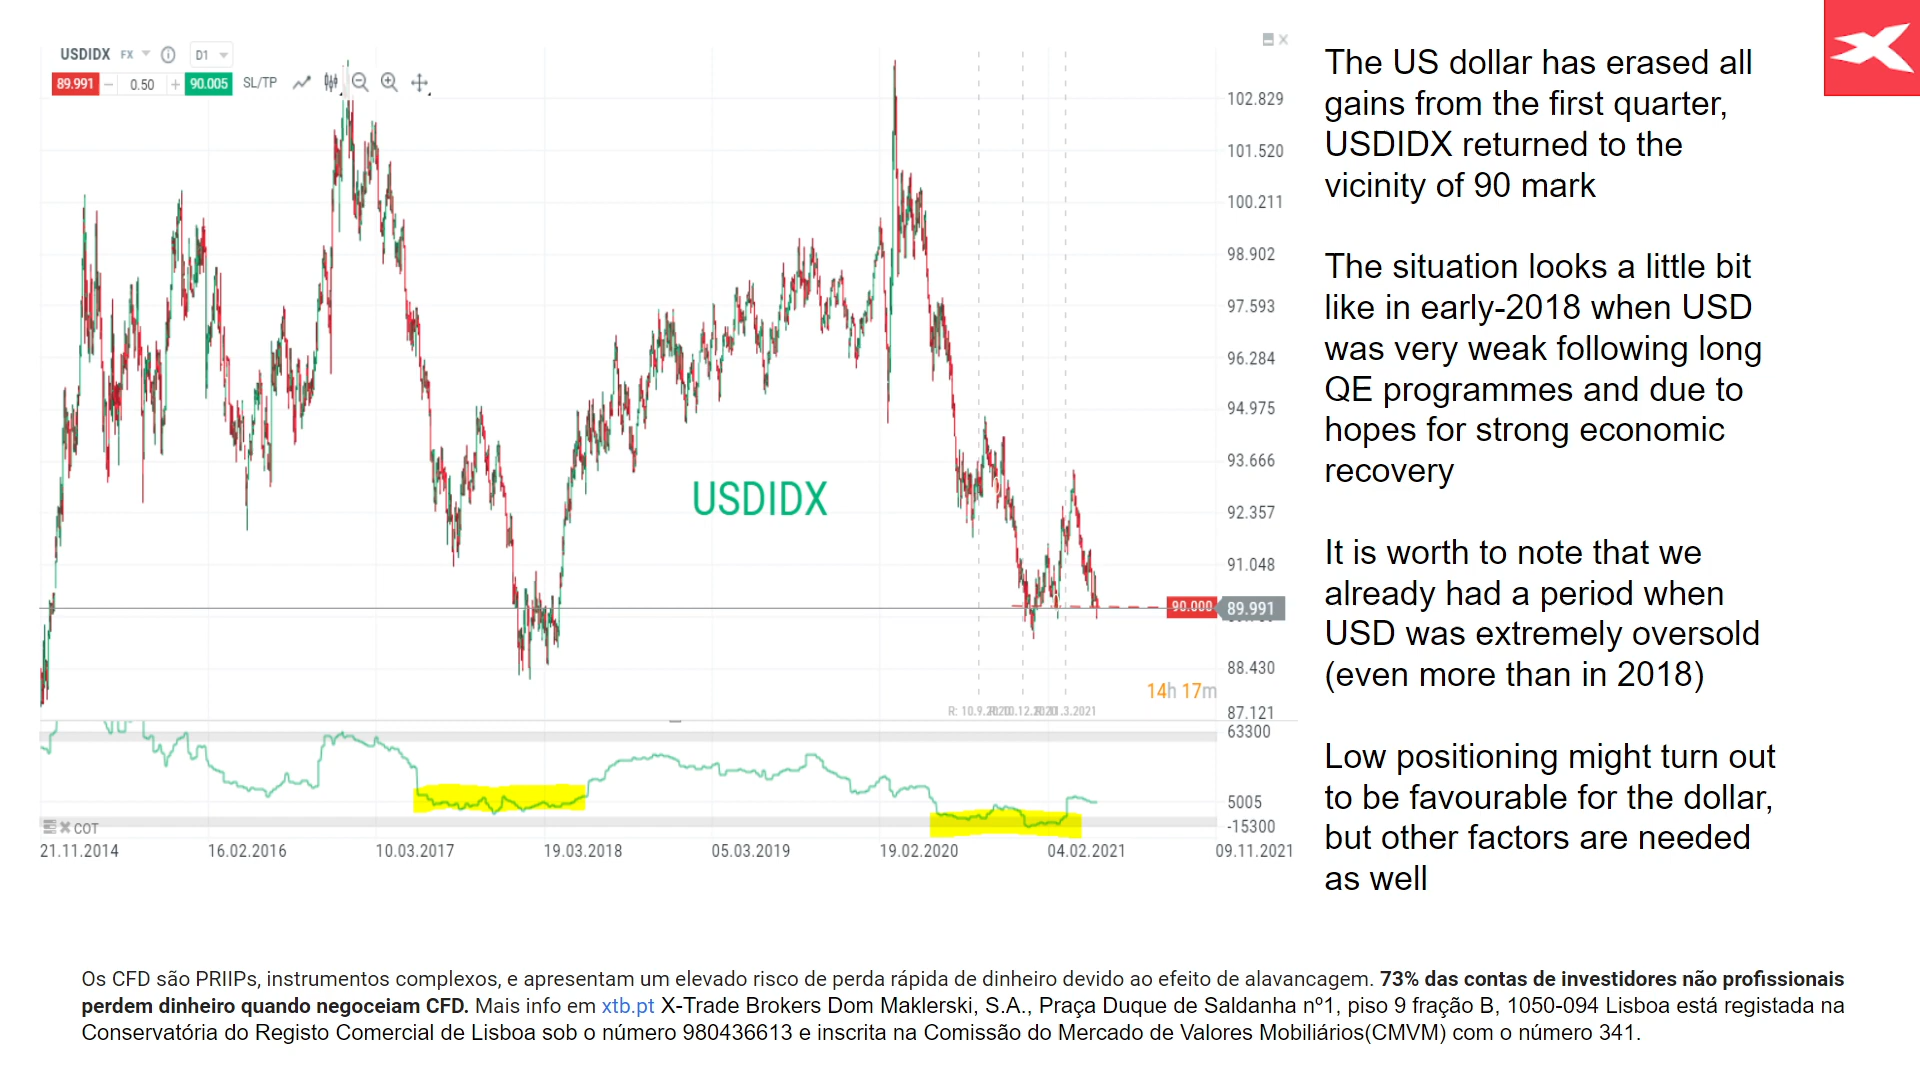 USDIDX FX D1
89.991 0.50 90.005 SL/TP
102.829
101.520
100.211
98.902
97.593
96.284
94.975
93.666
92.357
91.048
90.000 89.991
88.430
87.121
USDIDX
14h 17m
63300
5005
-15300
COT
21.11.2014 16.02.2016 10.03.2017 19.03.2018 05.03.2019 19.02.2020 04.02.2021 09.11.2021
The US dollar has erased all
gains from the first quarter,
USDIDX returned to the
vicinity of 90 mark
The situation looks a little bit
like in early-2018 when USD
was very weak following long
QE programmes and due to
hopes for strong economic
recovery
It is worth to note that we
already had a period when
USD was extremely oversold
(even more than in 2018)
Low positioning might turn out
to be favourable for the dollar,
but other factors are needed
as well
Os CFD são PRIIPs, instrumentos complexos, e apresentam um elevado risco de perda rápida de dinheiro devido ao efeito de alavancagem. 73% das contas de investidores não profissionais
perdem dinheiro quando negoceiam CFD. Mais info em xtb.pt X-Trade Brokers Dom Maklerski, S.A., Praça Duque de Saldanha nº1, piso 9 fração B, 1050-094 Lisboa está registada na
Conservatória do Registo Comercial de Lisboa sob o número 980436613 e inscrita na Comissão do Mercado de Valores Mobiliários(CMVM) com o número 341.